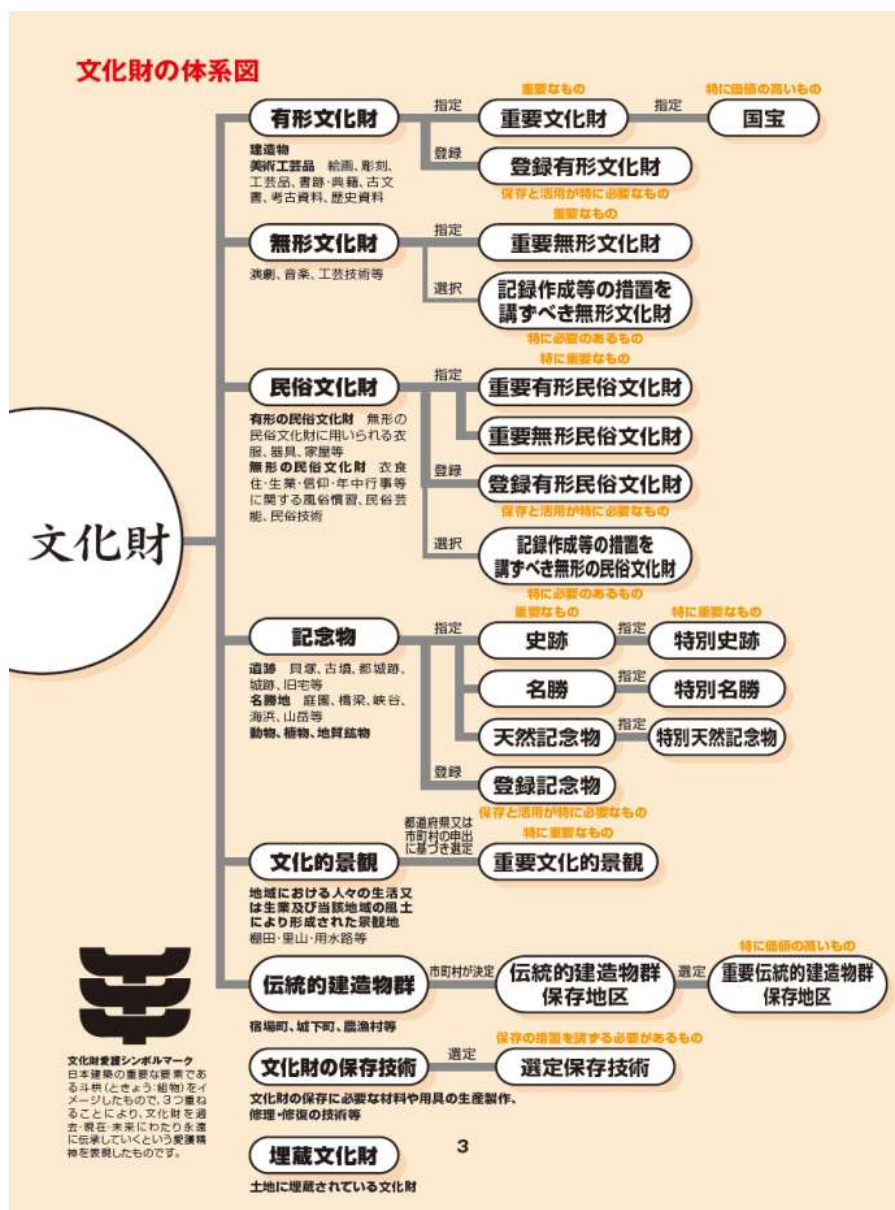 文化財の体系図
文化財
有形文化財
建造物
美術工芸品 絵画、彫刻、
工芸品、書跡・典籍、古文
書、考古資料、歴史資料
指定
重要なもの
重要文化財
指定
特に価値の高いもの
国宝
登録
登録有形文化財
保存と活用が特に必要なもの
無形文化財
演劇、音楽、工芸技術等
指定
重要なもの
重要無形文化財
選択
記録作成等の措置を
講ずべき無形文化財
特に必要のあるもの
民俗文化財
有形の民俗文化財 無形の
民俗文化財に用いられる衣
服、器具、家屋等
無形の民俗文化財 衣食
住・生業・信仰・年中行事等
に関する風俗慣習、民俗芸
能、民俗技術
指定
特に重要なもの
重要有形民俗文化財
重要無形民俗文化財
登録
登録有形民俗文化財
保存と活用が特に必要なもの
選択
記録作成等の措置を
講ずべき無形の民俗文化財
特に必要のあるもの
記念物
遺跡 貝塚、古墳、都城跡、
城跡、旧宅等
名勝地 庭園、橋梁、峡谷、
海浜、山岳等
動物、植物、地質鉱物
指定
重要なもの
史跡
指定
特に重要なもの
特別史跡
名勝
指定
特別名勝
天然記念物
指定
特別天然記念物
登録
登録記念物
保存と活用が特に必要なもの
文化的景観
地域における人々の生活又
は生業及び当該地域の風土
により形成された景観地
棚田・里山・用水路等
都道府県又は
市町村の申出
に基づき選定
特に重要なもの
重要文化的景観
伝統的建造物群
宿場町、城下町、農漁村等
市町村が決定
伝統的建造物群
保存地区
選定
特に価値の高いもの
重要伝統的建造物群
保存地区
文化財の保存技術
文化財の保存に必要な材料や用具の生産製作、
修理・修復の技術等
選定
保存の措置を講ずる必要があるもの
選定保存技術
埋蔵文化財
土地に埋蔵されている文化財
文化財愛護シンボルマーク
日本建築の重要な要素であ
る斗栱(ときょう:組物)をイ
メージしたもので、3つ重ね
ることにより、文化財を過
去・現在・未来にわたり永遠
に伝承していくという愛護精
神を表現したものです。
3